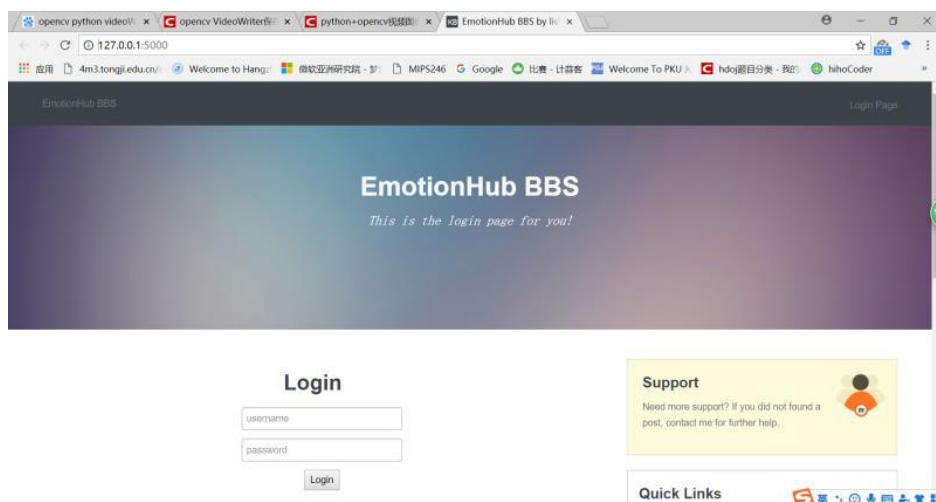 opencv python videoW
opencv VideoWriter
python+opencv视频
EmotionHub BBS by li
127.0.0.1:5000
OFF
应用
4m3.tongji.edu.cn/
Welcome to Hang
微软亚洲研究院 - 梦
MIPS246
Google
比赛 - 计蒜客
Welcome To PKU
hdoj题目分类 - 我的
hihoCoder
»
EmotionHub BBS
Login Page
EmotionHub BBS
This is the login page for you!
Login
username
password
Login
Support
Need more support? If you did not found a
post, contact me for further help.
Quick Links
英